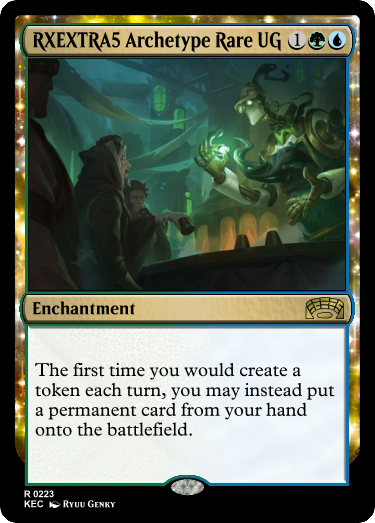 RXEXTRA5 Archetype Rare UG 1
Enchantment
The first time you would create a
token each turn, you may instead put
a permanent card from your hand
onto the battlefield.
R 0223
KEC Ryuu Genky